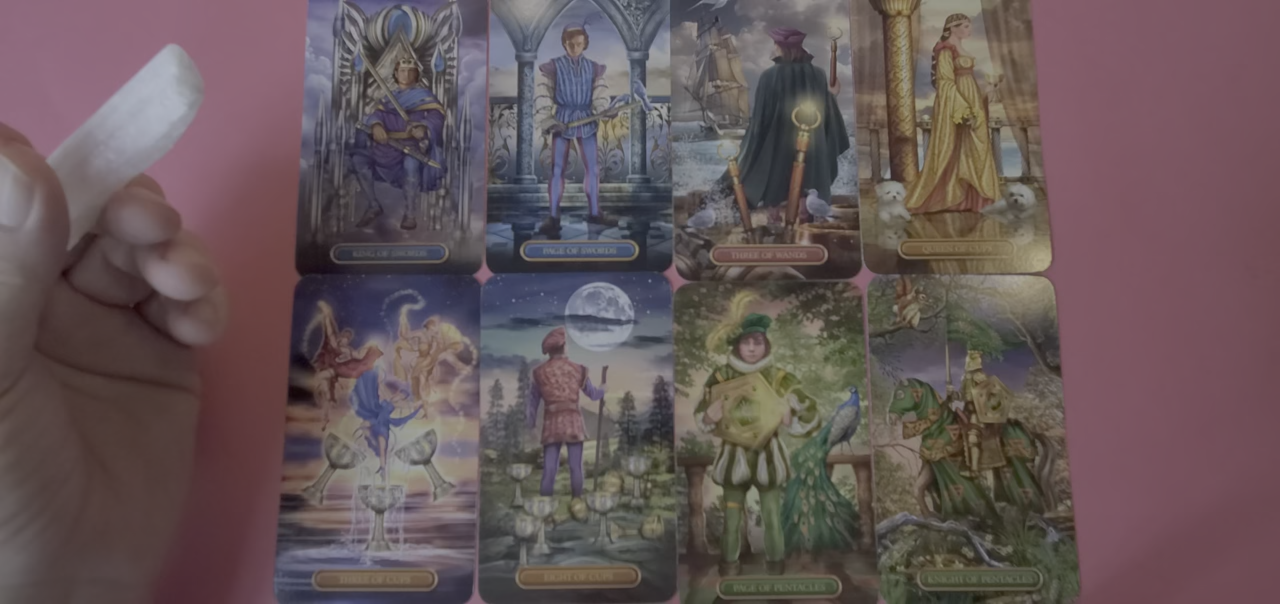 KING OF SWORDS
PAGE OF SWORDS
THREE OF WANDS
THREE OF CUPS
EIGHT OF CUPS
PAGE OF PENTACLES
KNIGHT OF PENTACLES